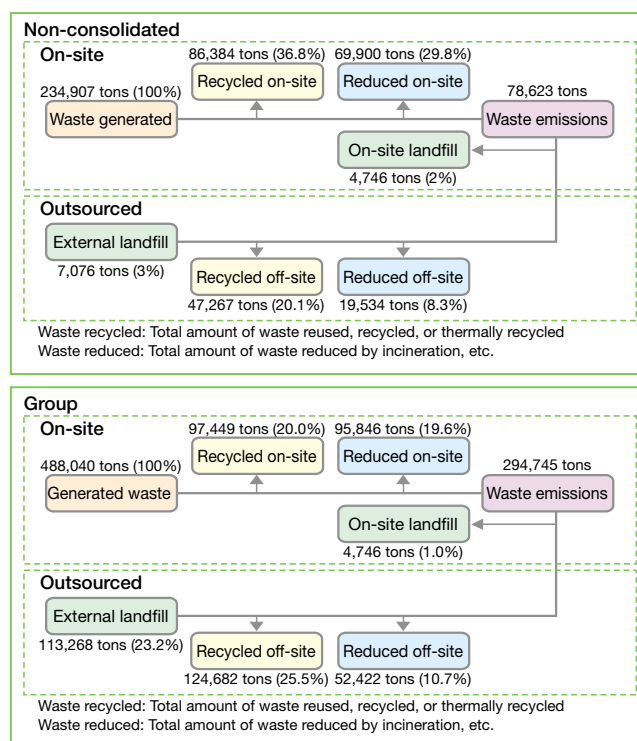 Non-consolidated
On-site
86,384 tons (36.8%)
69,900 tons (29.8%)
Recycled on-site
Reduced on-site
234,907 tons (100%)
78,623 tons
Waste generated
Waste emissions
On-site landfill
4,746 tons (2%)
Outsourced
External landfill
7,076 tons (3%)
Recycled off-site
Reduced off-site
47,267 tons (20.1%)
19,534 tons (8.3%)
Waste recycled: Total amount of waste reused, recycled, or thermally recycled
Waste reduced: Total amount of waste reduced by incineration, etc.
Group
On-site
97,449 tons (20.0%)
95,846 tons (19.6%)
Recycled on-site
Reduced on-site
488,040 tons (100%)
294,745 tons
Generated waste
Waste emissions
On-site landfill
4,746 tons (1.0%)
Outsourced
External landfill
113,268 tons (23.2%)
Recycled off-site
Reduced off-site
124,682 tons (25.5%)
52,422 tons (10.7%)
Waste recycled: Total amount of waste reused, recycled, or thermally recycled
Waste reduced: Total amount of waste reduced by incineration, etc.